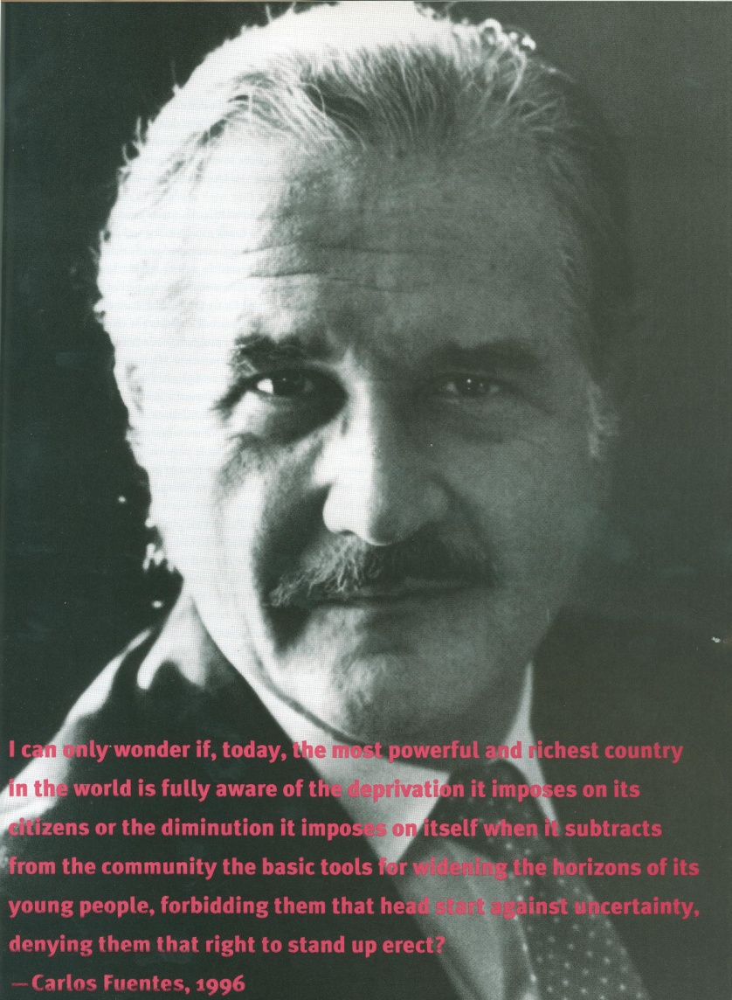 I can only wonder if, today, the most powerful and richest country
in the world is fully aware of the deprivation it imposes on its
citizens or the diminution it imposes on itself when it subtracts
from the community the basic tools for widening the horizons of its
young people, forbidding them that head start against uncertainty,
denying them that right to stand up erect?
—Carlos Fuentes, 1996